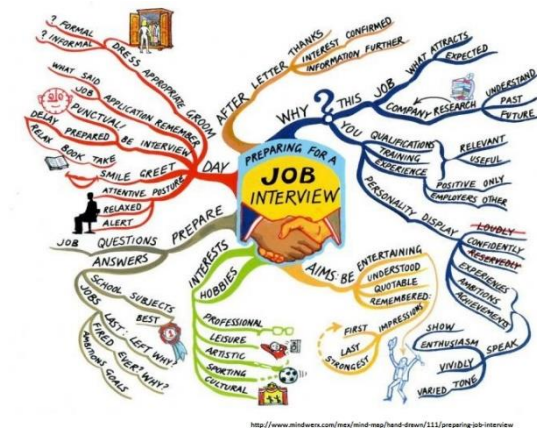 PREPARING FOR A
JOB
INTERVIEW
WHY
?
THIS
JOB
WHAT ATTRACTS
EXPECTED
COMPANY RESEARCH
UNDERSTAND
PAST
FUTURE
YOU
QUALIFICATIONS
TRAINING
EXPERIENCE
RELEVANT
USEFUL
POSITIVE ONLY
EMPLOYERS OTHER
PERSONALITY DISPLAY
LOUDLY
CONFIDENTLY
RESERVEDLY
EXPERIENCES
AMBITIONS
ACHIEVEMENTS
SPEAK
SHOW
ENTHUSIASM
VIVIDLY
VARIED TONE
AIMS: BE
ENTERTAINING
UNDERSTOOD
QUOTABLE
REMEMBERED:
IMPRESSIONS
FIRST
LAST
STRONGEST
INTERESTS
HOBBIES
PROFESSIONAL
LEISURE
ARTISTIC
SPORTING
CULTURAL
PREPARE
QUESTIONS
ANSWERS
JOB
SCHOOL SUBJECTS
BEST
JOBS
LAST: LEFT WHY?
FIRED EVER? WHY?
AMBITIONS GOALS
DAY
DRESS APPROPRIATE GROOM
? FORMAL
? INFORMAL
APPLICATION REMEMBER
WHAT SAID
JOB
PUNCTUAL!
BE INTERVIEW
PREPARED
DELAY
RELAX BOOK TAKE
SMILE GREET
ATTENTIVE POSTURE
RELAXED
ALERT
AFTER LETTER
THANKS
INTEREST CONFIRMED
INFORMATION FURTHER
http://www.mindwerx.com/mex/mind-map/hand-drawn/111/preparing-job-interview